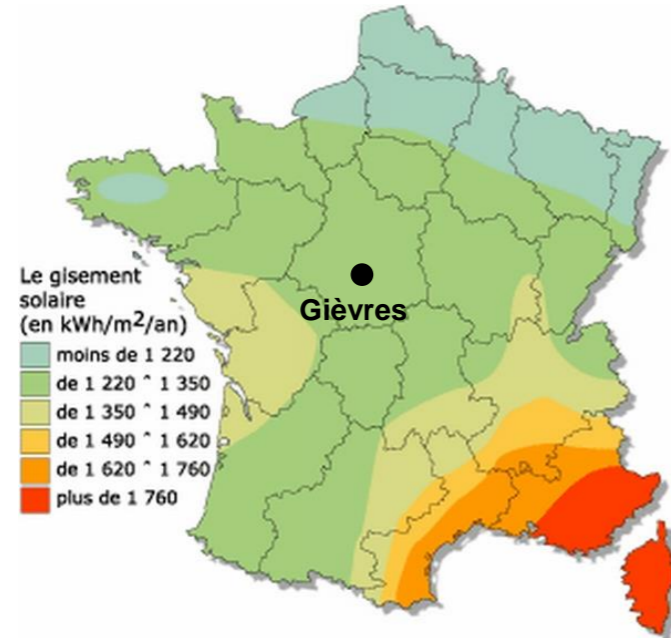 Gièvres
Le gisement
solaire
(en kWh/m2/an)
moins de 1 220
de 1 220 ^ 1 350
de 1 350 ^ 1 490
de 1 490 ^ 1 620
de 1 620 ^ 1 760
plus de 1 760